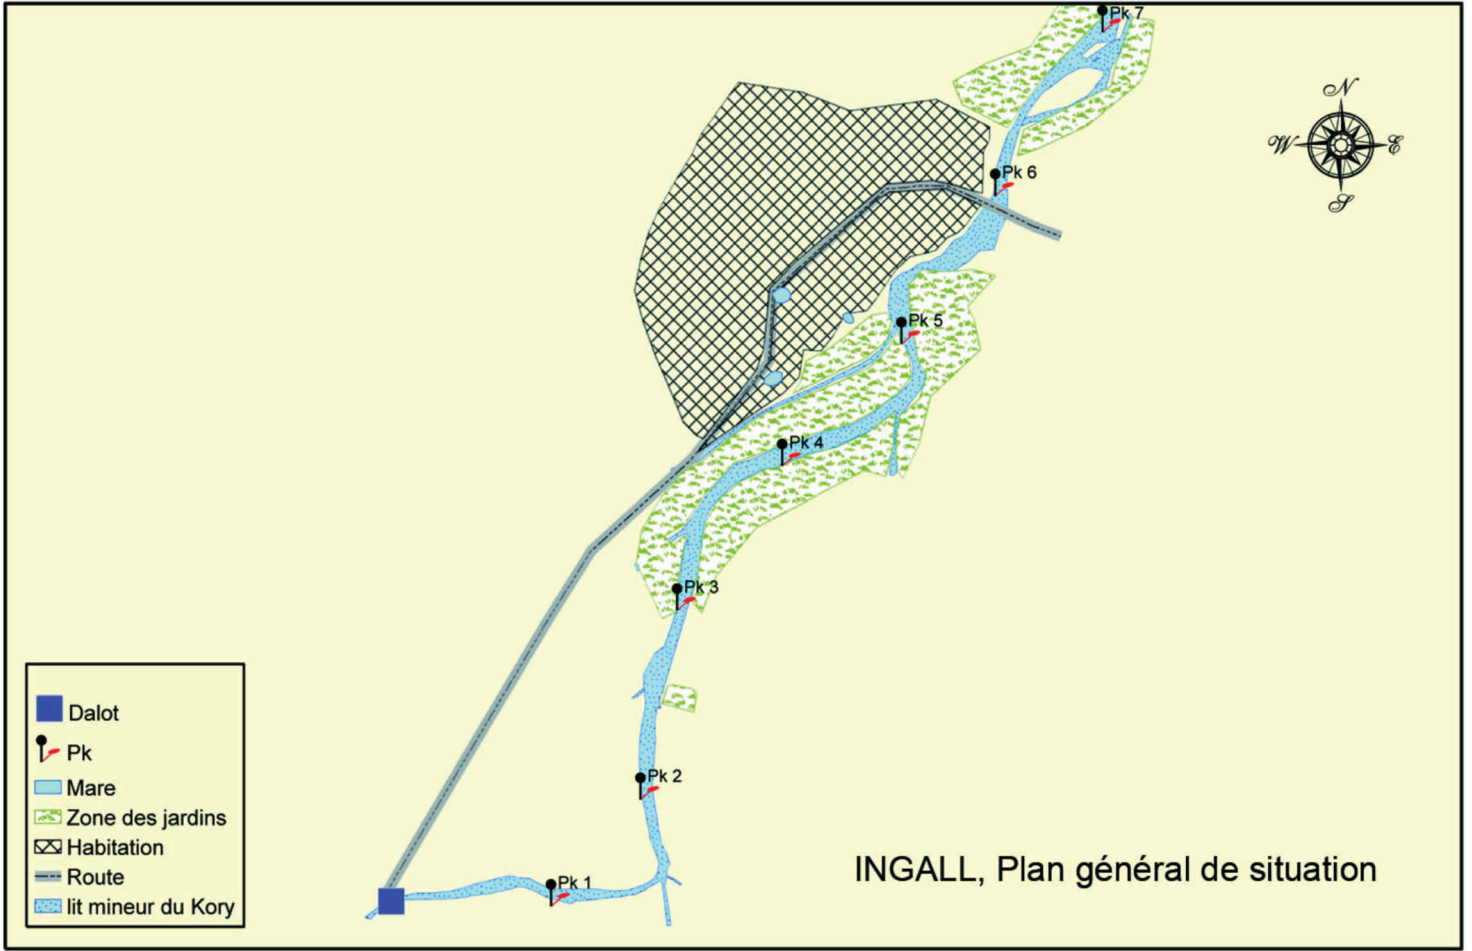 Pk 7
N
W
E
S
Pk 6
Pk 5
Pk 4
Pk 3
Pk 2
Pk 1
INGALL, Plan général de situation
Dalot
Pk
Mare
Zone des jardins
Habitation
Route
lit mineur du Kory